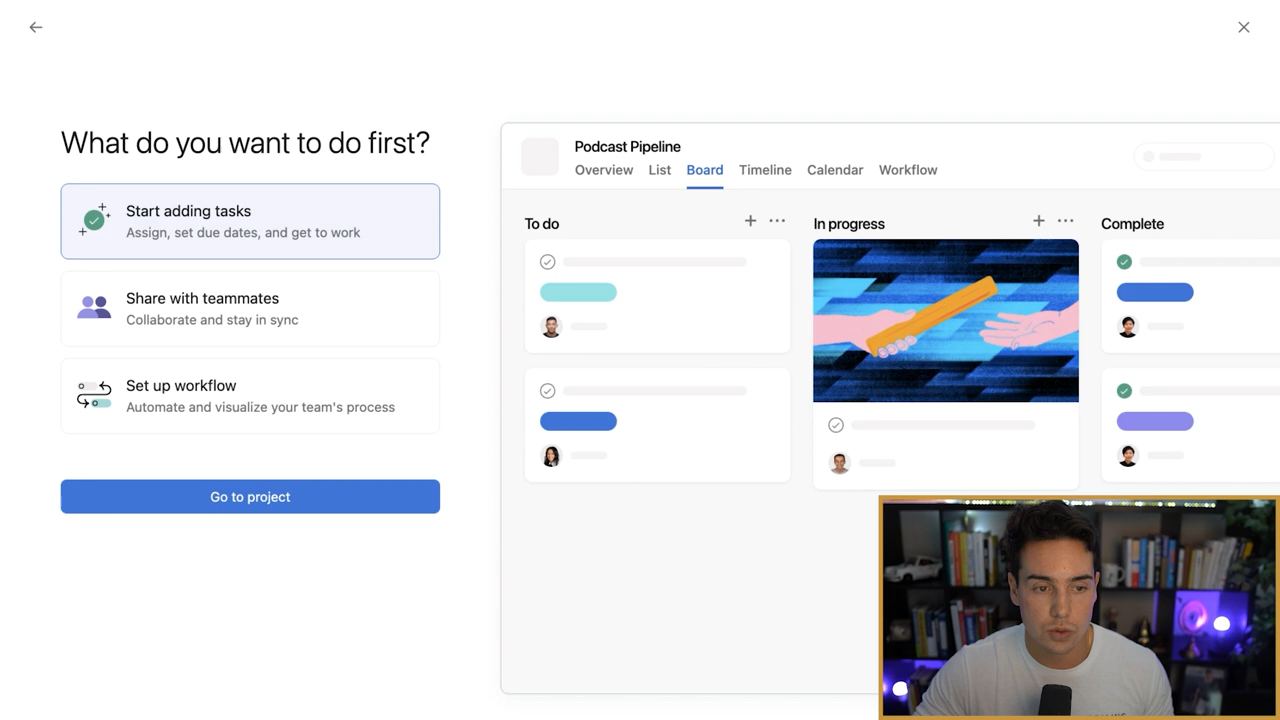 What do you want to do first?
Start adding tasks
Assign, set due dates, and get to work
Share with teammates
Collaborate and stay in sync
Set up workflow
Automate and visualize your team's process
Go to project
Podcast Pipeline
Overview List Board Timeline Calendar Workflow
To do In progress Complete